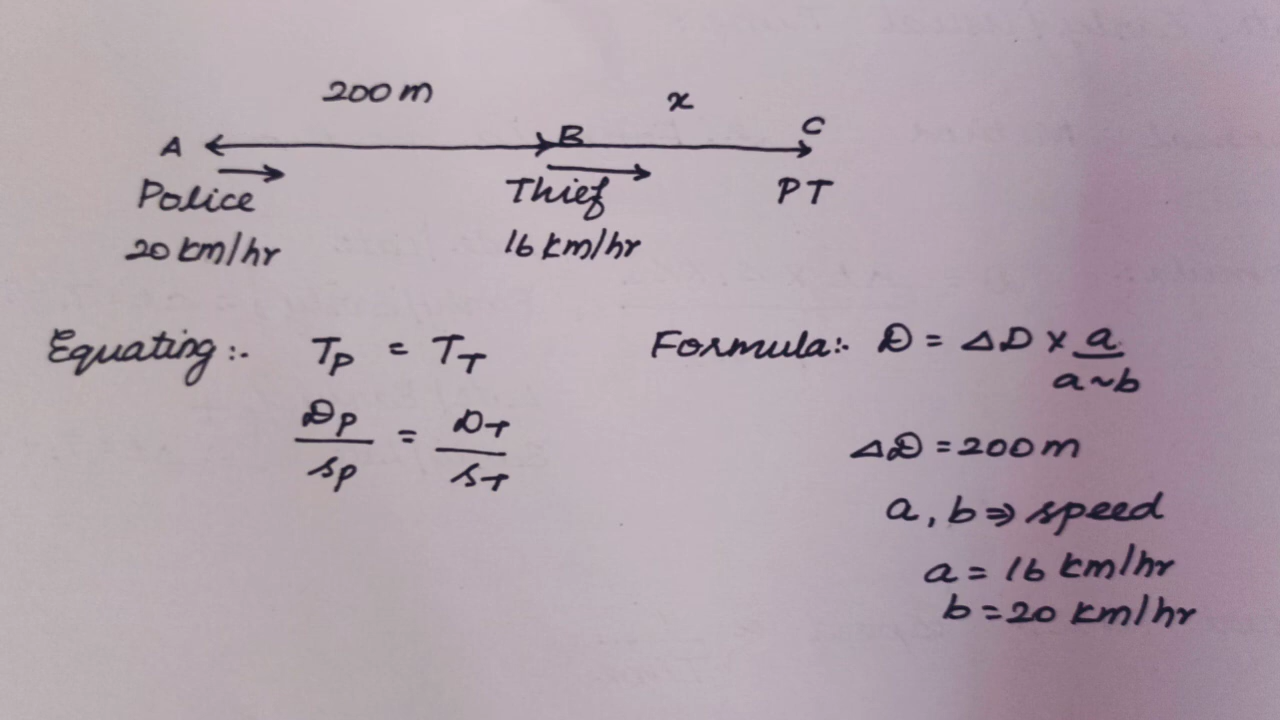 200 m x
A B C
Police Thief PT
20 km/hr 16 km/hr
Equating :- Tp = TT
Dp / sp = DT / sT
Formula:- D = ΔD × a / a~b
ΔD = 200 m
a, b ⇒ speed
a = 16 km/hr
b = 20 km/hr